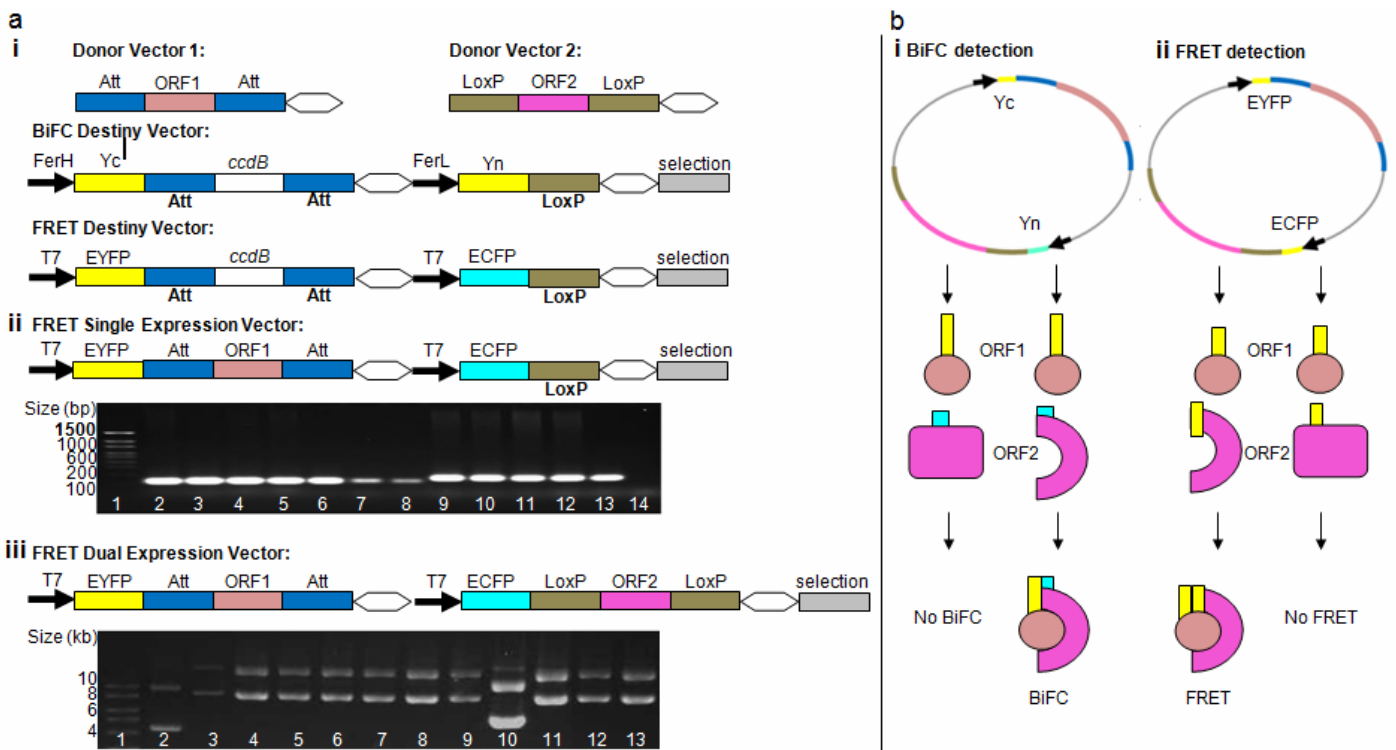 a
i
Donor Vector 1:
Att ORF1 Att
Donor Vector 2:
LoxP ORF2 LoxP
BiFC Destiny Vector:
FerH Yc ccdB FerL Yn selection
Att Att LoxP
FRET Destiny Vector:
T7 EYFP ccdB T7 ECFP selection
Att Att LoxP
ii FRET Single Expression Vector:
T7 EYFP Att ORF1 Att T7 ECFP selection
LoxP
Size (bp)
1500
1000
600
200
100
1 2 3 4 5 6 7 8 9 10 11 12 13 14
iii FRET Dual Expression Vector:
T7 EYFP Att ORF1 Att T7 ECFP LoxP ORF2 LoxP selection
Size (kb)
10
8
6
4
1 2 3 4 5 6 7 8 9 10 11 12 13
b
i BiFC detection
Yc
Yn
ORF1
ORF2
No BiFC
BiFC
ii FRET detection
EYFP
ECFP
ORF1
ORF2
No FRET
FRET